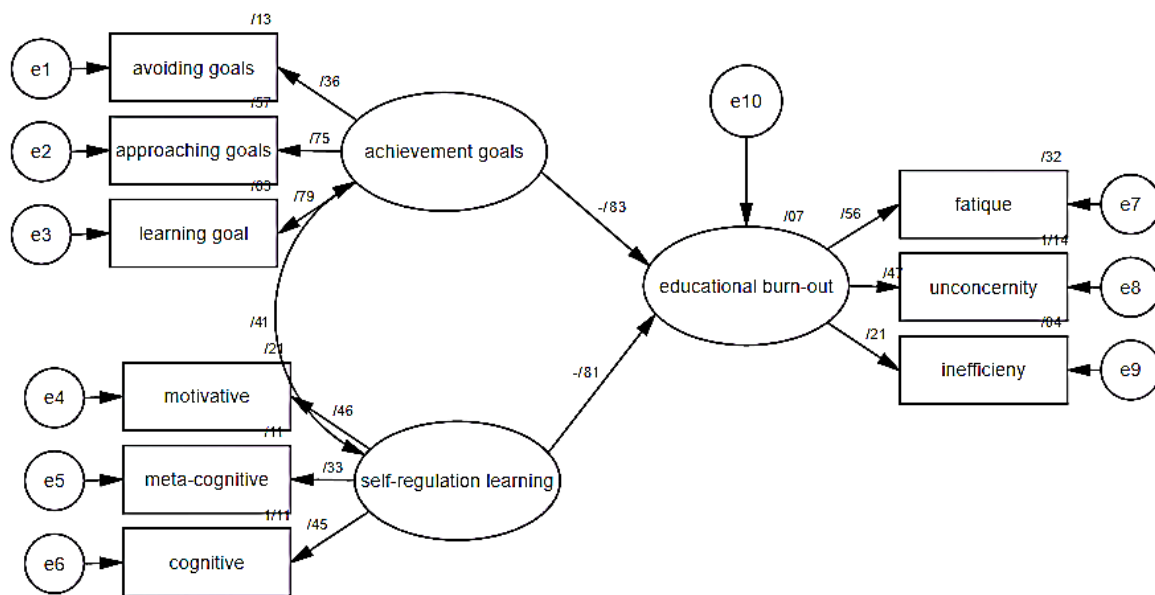 /13
e1
avoiding goals
/36
/57
e2
approaching goals
/75
achievement goals
e3
learning goal
/79
/41
-/83
e10
/07
/32
/56
fatique
e7
1/14
educational burn-out
/47
unconcernity
e8
/04
/21
inefficieny
e9
/21
e4
motivative
/46
/11
e5
meta-cognitive
/33
self-regulation learning
-/81
1/11
e6
cognitive
/45